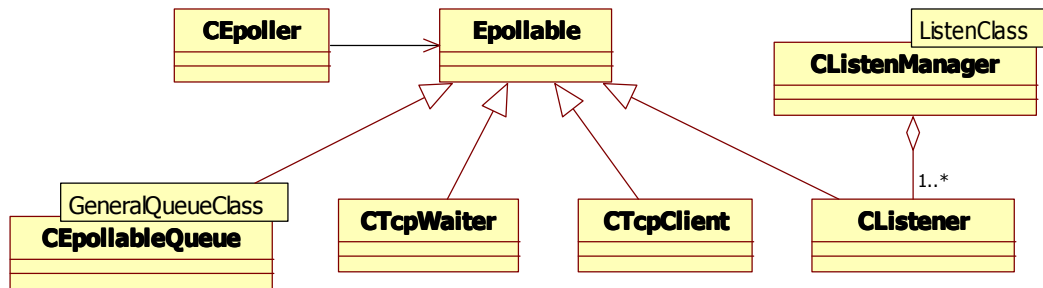 CEpoller
Epollable
ListenClass
CListenManager
1..*
GeneralQueueClass
CEpollableQueue
CTcpWaiter
CTcpClient
CListener